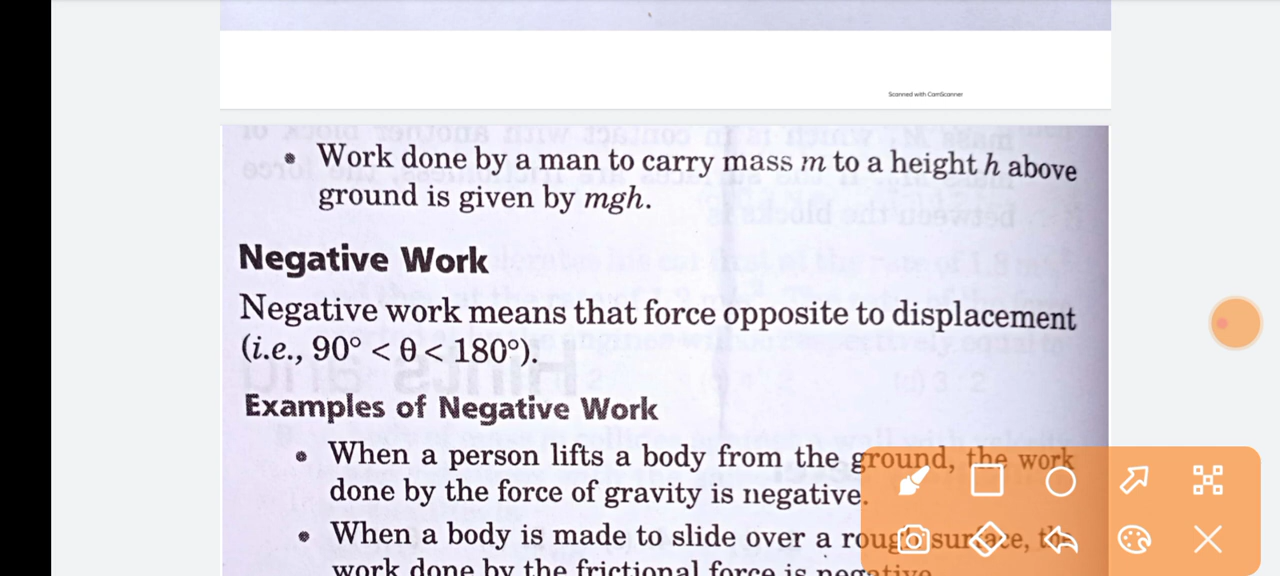 Scanned with CamScanner
• Work done by a man to carry mass m to a height h above
ground is given by mgh.
Negative Work
Negative work means that force opposite to displacement
(i.e., 90° < θ < 180°).
Examples of Negative Work
• When a person lifts a body from the ground, the work
done by the force of gravity is negative.
• When a body is made to slide over a rough surface, the
work done by the frictional force is negative